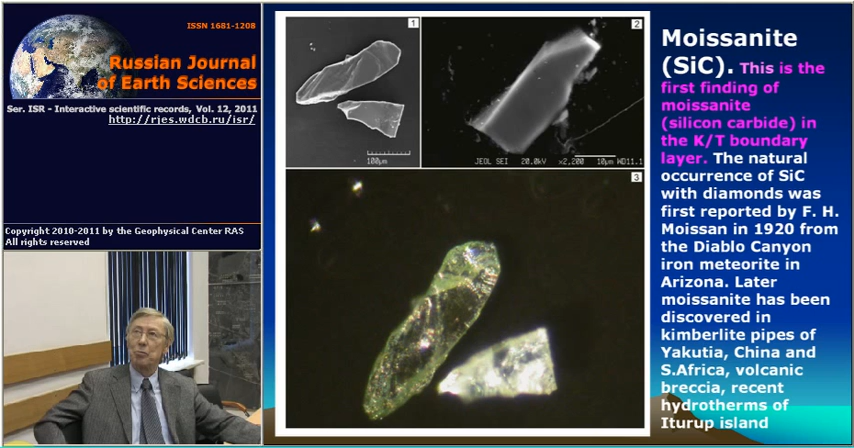 ISSN 1681-1208
Russian Journal
of Earth Sciences
Ser. ISR - Interactive scientific records, Vol. 12, 2011
http://rjes.wdcb.ru/isr/
Copyright 2010-2011 by the Geophysical Center RAS
All rights reserved
1
100μm
2
JEOL SEI 20.0kV x2,200 10μm WD11.1
3
Moissanite
(SiC). This is the
first finding of
moissanite
(silicon carbide) in
the K/T boundary
layer. The natural
occurrence of SiC
with diamonds was
first reported by F. H.
Moissan in 1920 from
the Diablo Canyon
iron meteorite in
Arizona. Later
moissanite has been
discovered in
kimberlite pipes of
Yakutia, China and
S.Africa, volcanic
breccia, recent
hydrotherms of
Iturup island